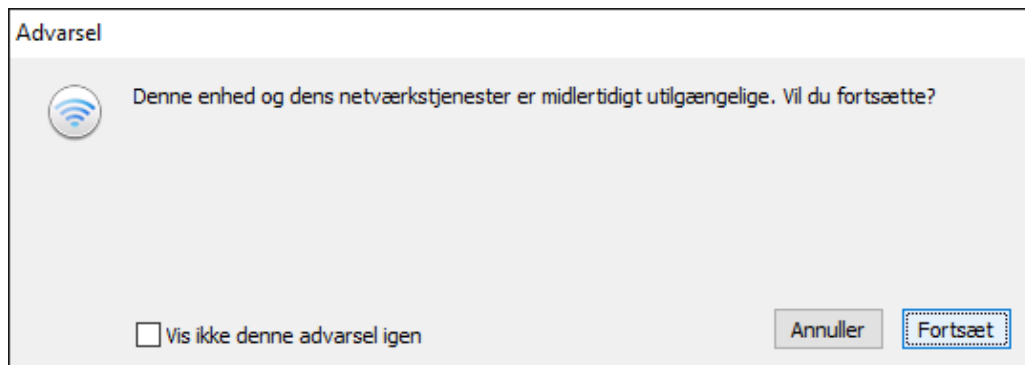 Advarsel
Denne enhed og dens netværkstjenester er midlertidigt utilgængelige. Vil du fortsætte?
Vis ikke denne advarsel igen
Annuller
Fortsæt